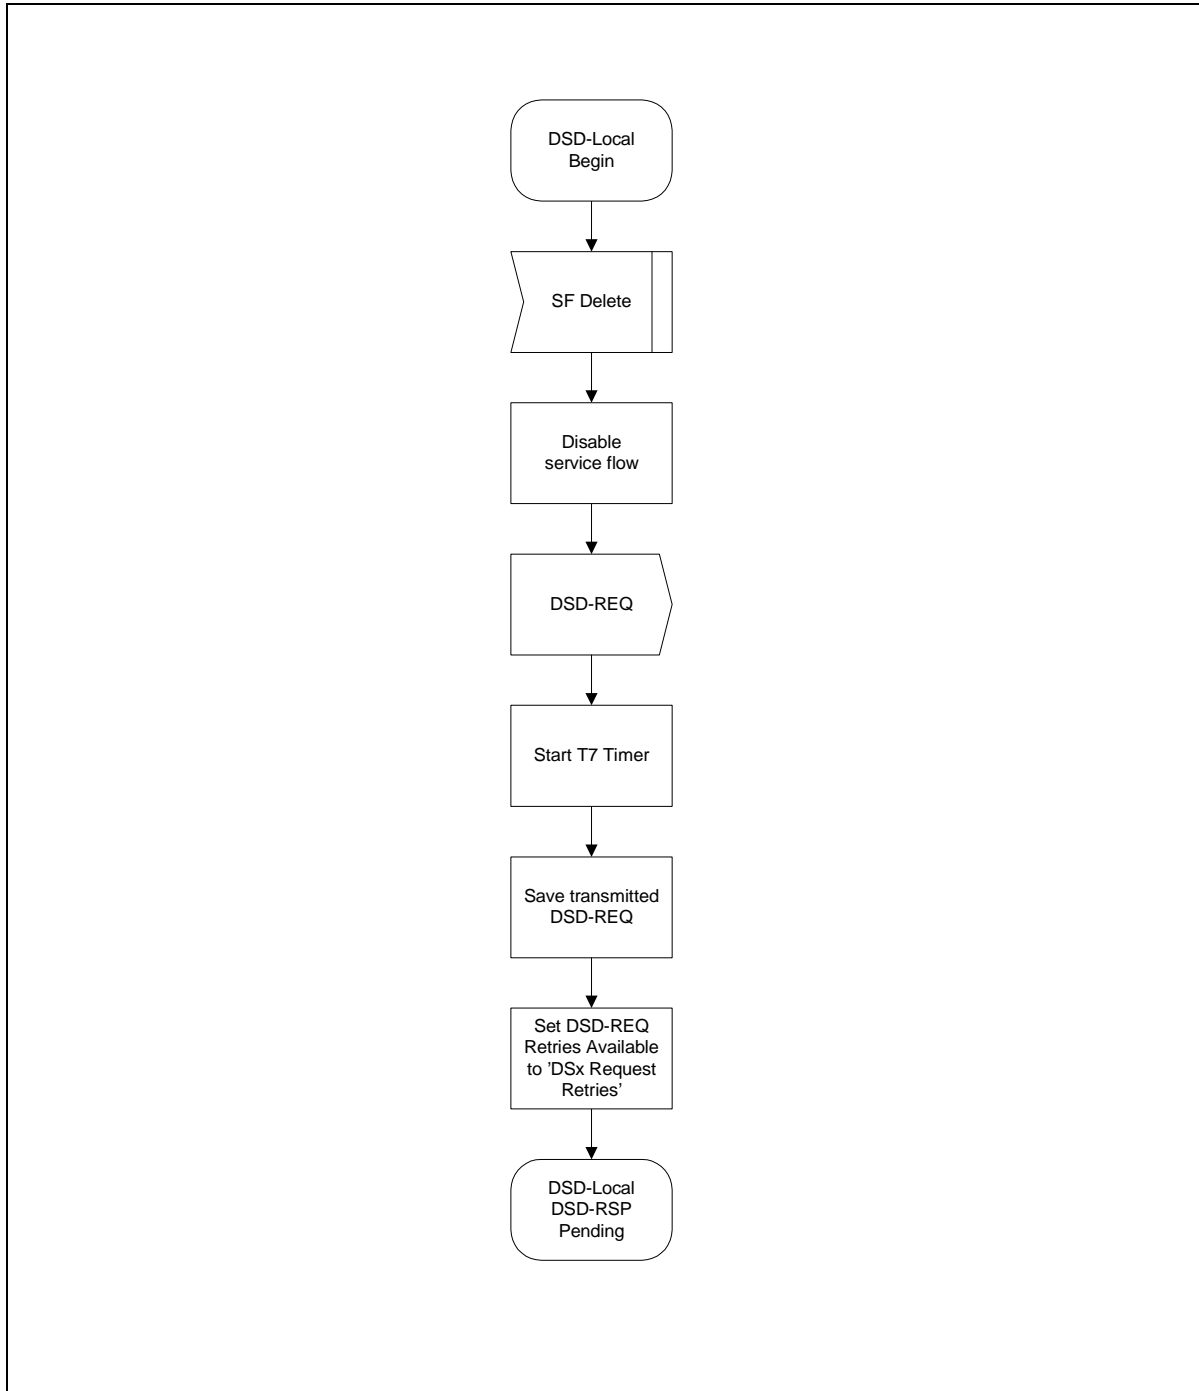 DSD-Local
Begin
SF Delete
Disable
service flow
DSD-REQ
Start T7 Timer
Save transmitted
DSD-REQ
Set DSD-REQ
Retries Available
to ’DSx Request
Retries’
DSD-Local
DSD-RSP
Pending